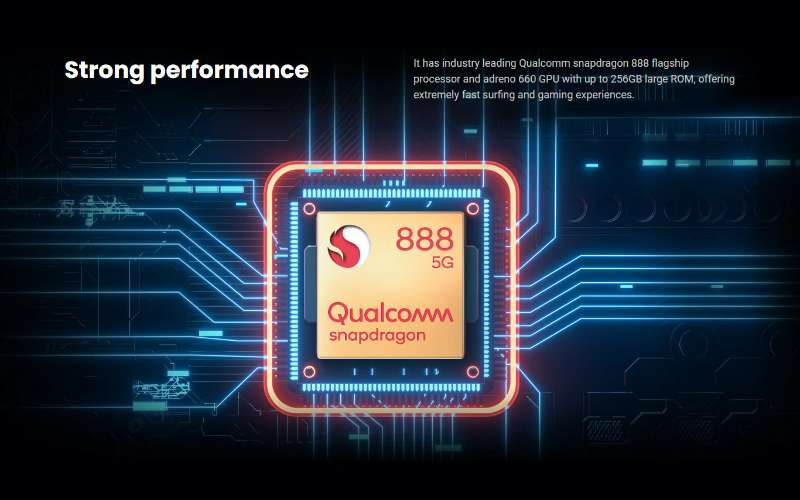 Strong performance
It has industry leading Qualcomm snapdragon 888 flagship
processor and adreno 660 GPU with up to 256GB large ROM, offering
extremely fast surfing and gaming experiences.
888
5G
Qualcomm
snapdragon